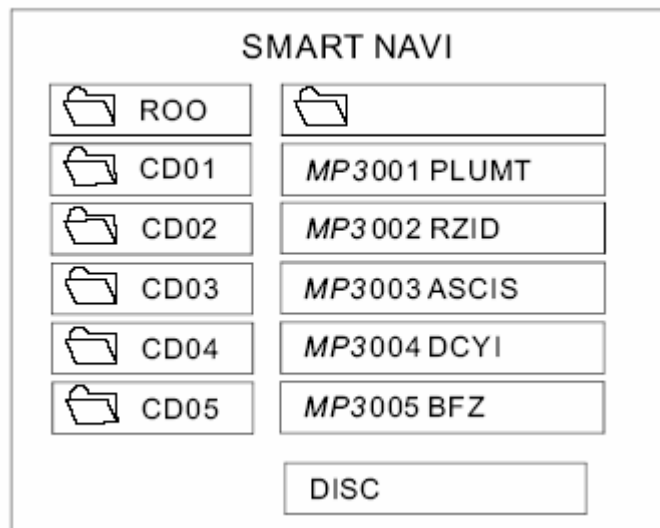 SMART NAVI
ROO
CD01 MP3001 PLUMT
CD02 MP3002 RZID
CD03 MP3003 ASCIS
CD04 MP3004 DCYI
CD05 MP3005 BFZ
DISC